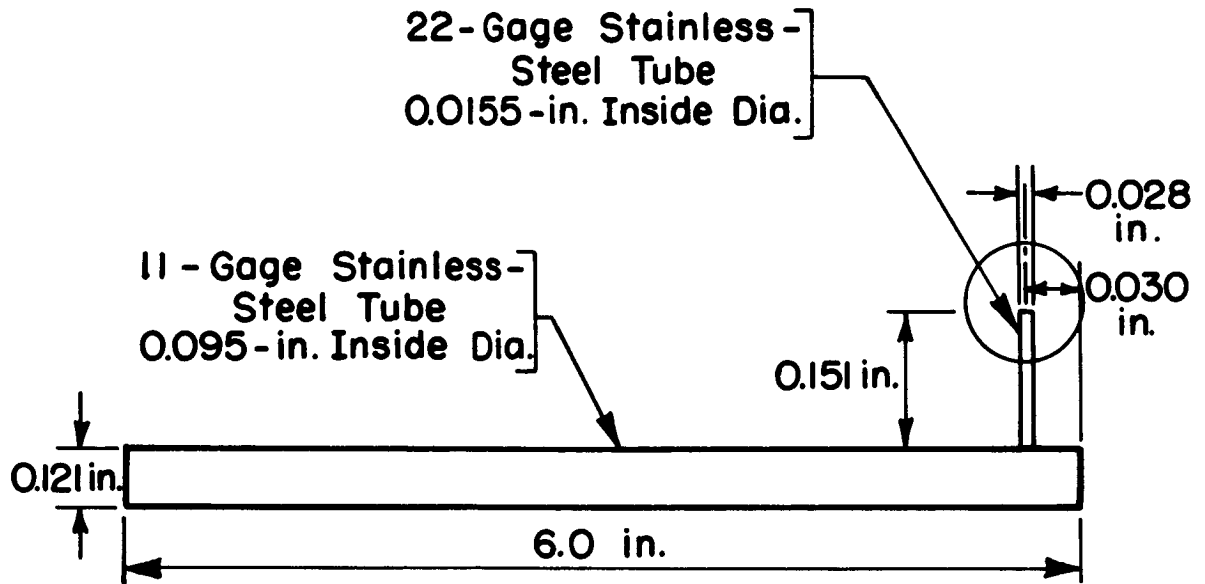 22-Gage Stainless-
Steel Tube
0.0155-in. Inside Dia.
0.028
in.
11-Gage Stainless-
Steel Tube
0.095-in. Inside Dia.
0.030
in.
0.151 in.
0.121 in.
6.0 in.